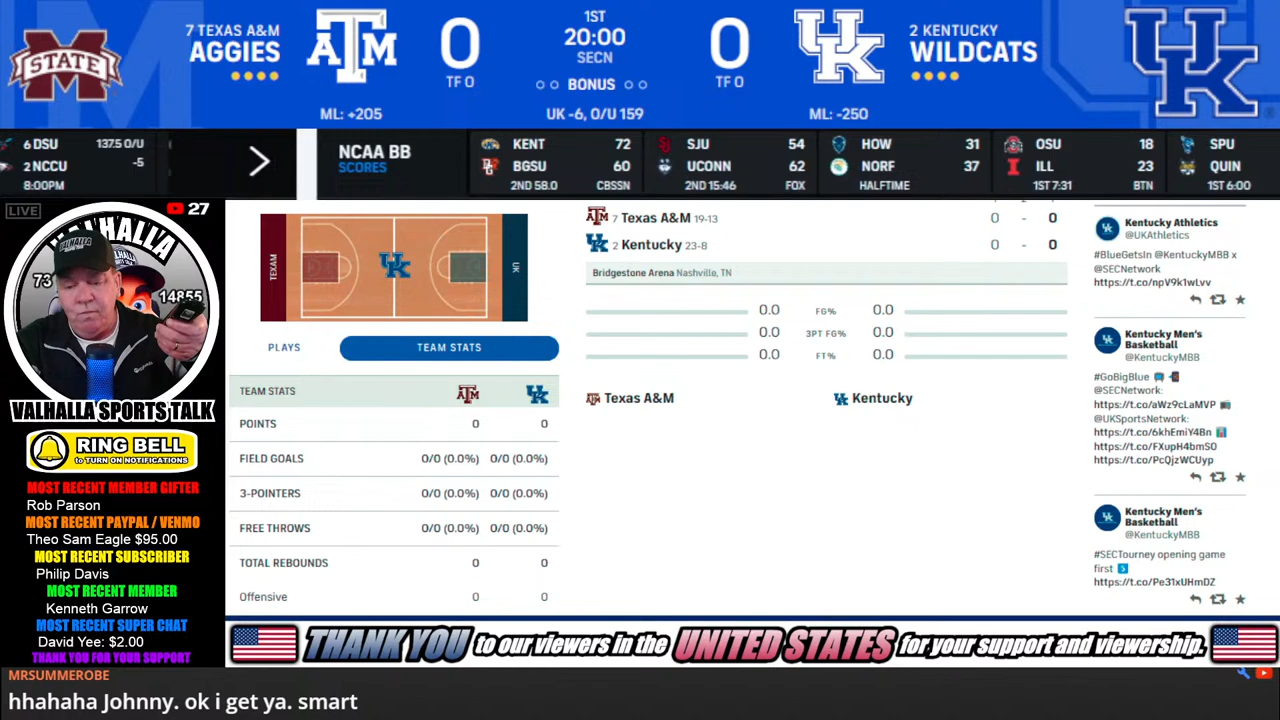 STATE
7 TEXAS A&M
AGGIES
ATM
0
TF 0
ML: +205
1ST
20:00
SECN
BONUS
UK -6, O/U 159
0
TF 0
UK
ML: -250
2 KENTUCKY
WILDCATS
UK
6 DSU 137.5 O/U
2 NCCU -5
8:00PM
NCAA BB
SCORES
KENT 72
BGSU 60
2ND 58.0 CBSSN
SJU 54
UCONN 62
2ND 15:46 FOX
HOW 31
NORF 37
HALFTIME
OSU 18
ILL 23
1ST 7:31 BTN
SPU
QUIN
1ST 6:00
LIVE
27
VALHALLA
731
14855
VALHALLA SPORTS TALK
RING BELL
to TURN ON NOTIFICATIONS
MOST RECENT MEMBER GIFTER
Rob Parson
MOST RECENT PAYPAL / VENMO
Theo Sam Eagle $95.00
MOST RECENT SUBSCRIBER
Philip Davis
MOST RECENT MEMBER
Kenneth Garrow
MOST RECENT SUPER CHAT
David Yee: $2.00
THANK YOU FOR YOUR SUPPORT
TEXAM
UK
UK
PLAYS
TEAM STATS
TEAM STATS
POINTS 0 0
FIELD GOALS 0/0 (0.0%) 0/0 (0.0%)
3-POINTERS 0/0 (0.0%) 0/0 (0.0%)
FREE THROWS 0/0 (0.0%) 0/0 (0.0%)
TOTAL REBOUNDS 0 0
Offensive 0 0
7 Texas A&M 19-13 0 - 0
2 Kentucky 23-8 0 - 0
Bridgestone Arena Nashville, TN
0.0 FG% 0.0
0.0 3PT FG% 0.0
0.0 FT% 0.0
Texas A&M
Kentucky
Kentucky Athletics
@UKAthletics
#BlueGetsIn @KentuckyMBB x
@SECNetwork
https://t.co/npV9k1wLvv
Kentucky Men's
Basketball
@KentuckyMBB
#GoBigBlue
@SECNetwork:
https://t.co/aWz9cLaMVP
@UKSportsNetwork:
https://t.co/6khEmiY4Bn
https://t.co/FXupH4bmS0
https://t.co/PcQjzWCUyp
Kentucky Men's
Basketball
@KentuckyMBB
#SECTourney opening game
first
https://t.co/Pe31xUHmDZ
THANK YOU to our viewers in the UNITED STATES for your support and viewership.
MRSUMMEROBE
hhahaha Johnny. ok i get ya. smart